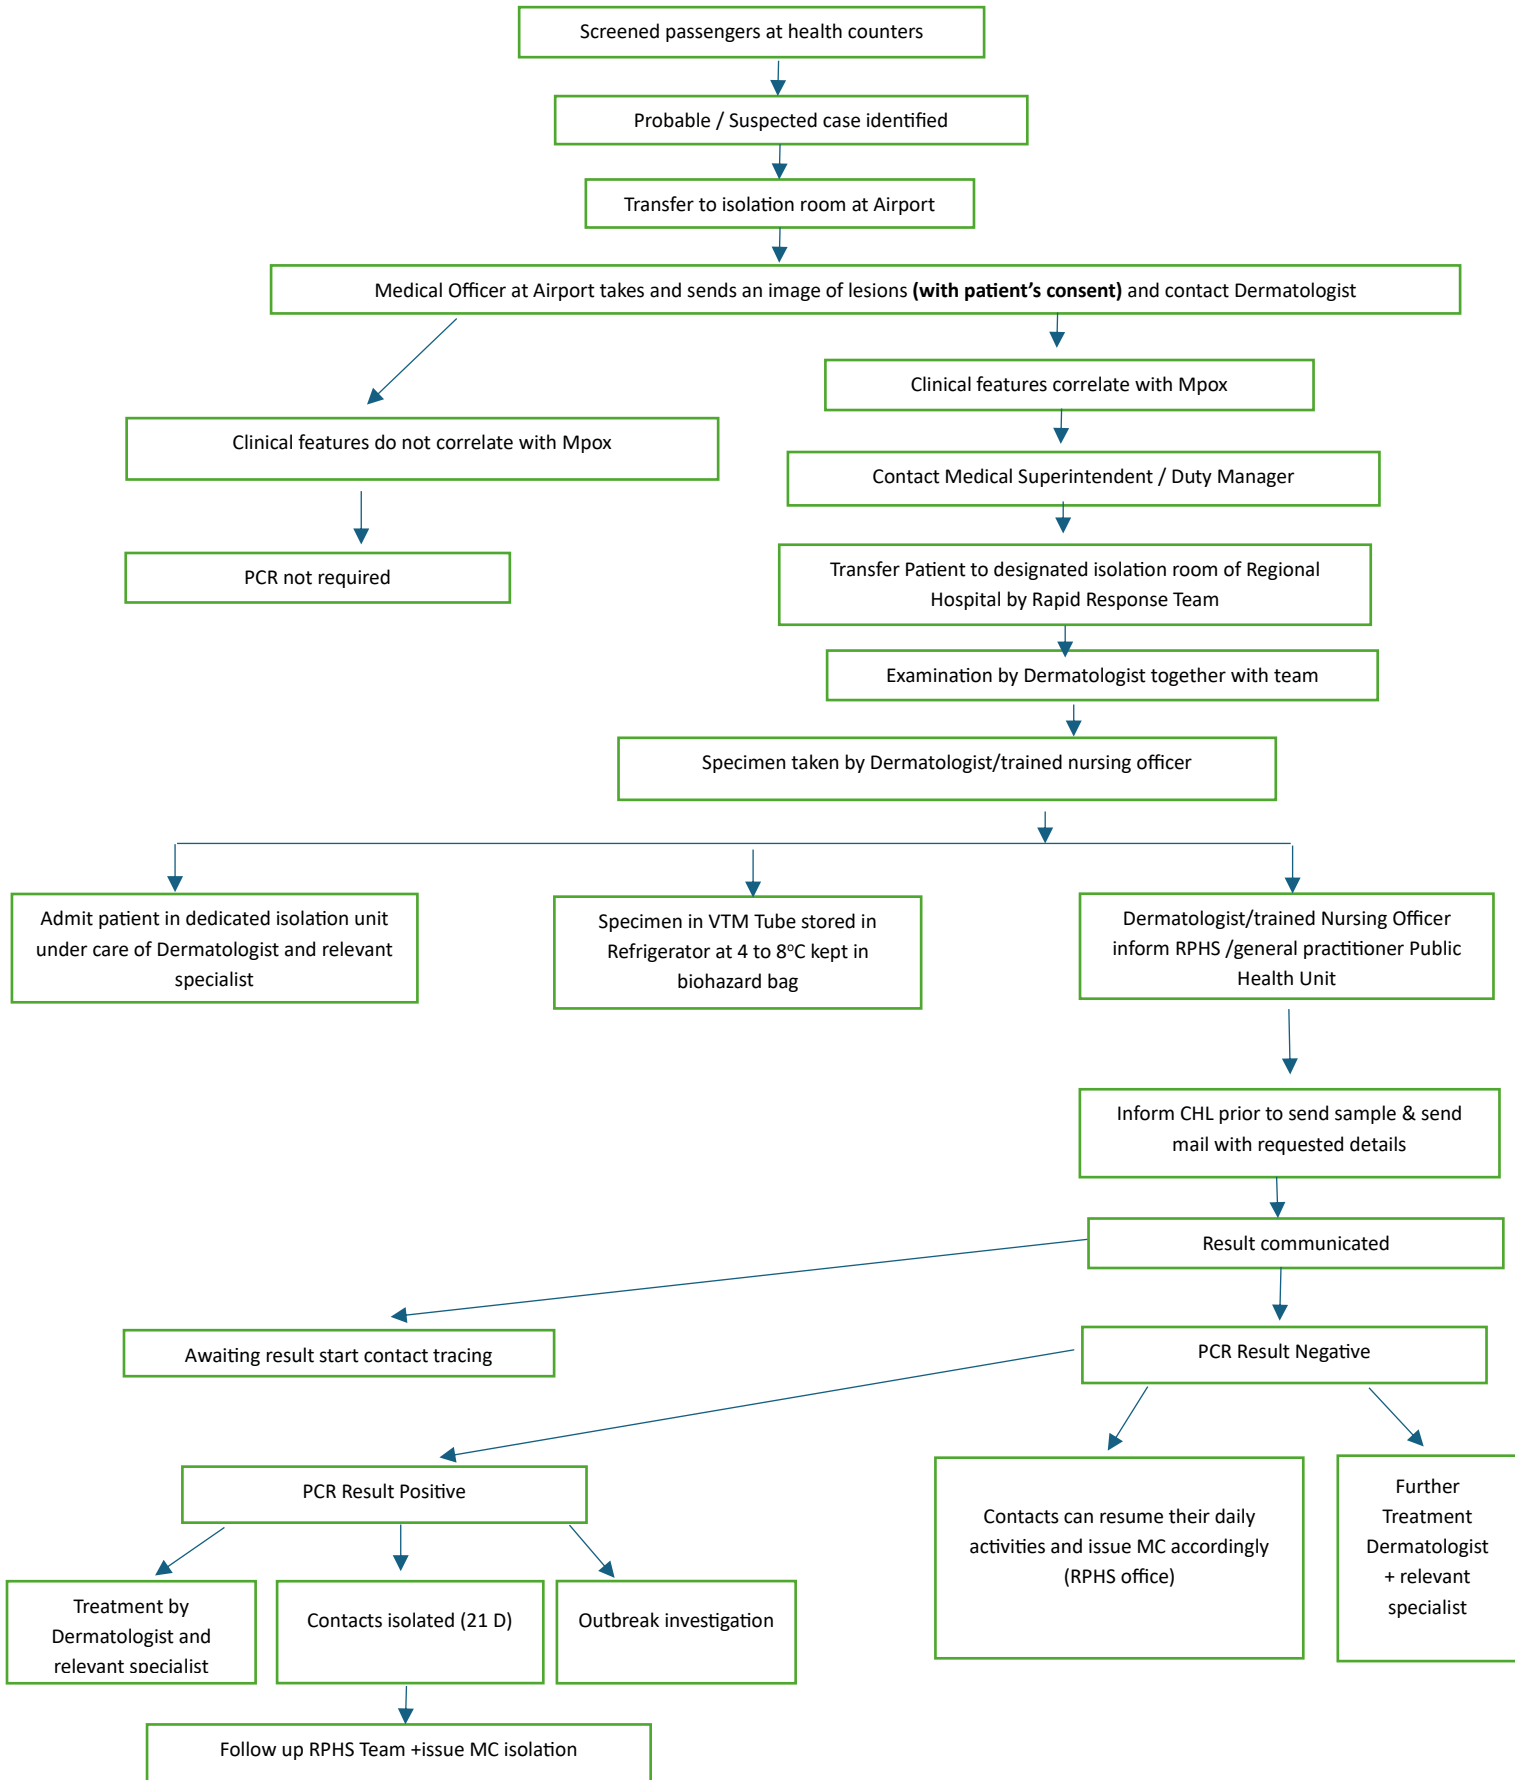 Screened passengers at health counters
Probable / Suspected case identified
Transfer to isolation room at Airport
Medical Officer at Airport takes and sends an image of lesions (with patient’s consent) and contact Dermatologist
Clinical features correlate with Mpox
Clinical features do not correlate with Mpox
Contact Medical Superintendent / Duty Manager
PCR not required
Transfer Patient to designated isolation room of Regional
Hospital by Rapid Response Team
Examination by Dermatologist together with team
Specimen taken by Dermatologist/trained nursing officer
Admit patient in dedicated isolation unit
under care of Dermatologist and relevant
specialist
Specimen in VTM Tube stored in
Refrigerator at 4 to 8°C kept in
biohazard bag
Dermatologist/trained Nursing Officer
inform RPHS /general practitioner Public
Health Unit
Inform CHL prior to send sample & send
mail with requested details
Result communicated
Awaiting result start contact tracing
PCR Result Negative
PCR Result Positive
Contacts can resume their daily
activities and issue MC accordingly
(RPHS office)
Further
Treatment
Dermatologist
+ relevant
specialist
Treatment by
Dermatologist and
relevant specialist
Contacts isolated (21 D)
Outbreak investigation
Follow up RPHS Team +issue MC isolation